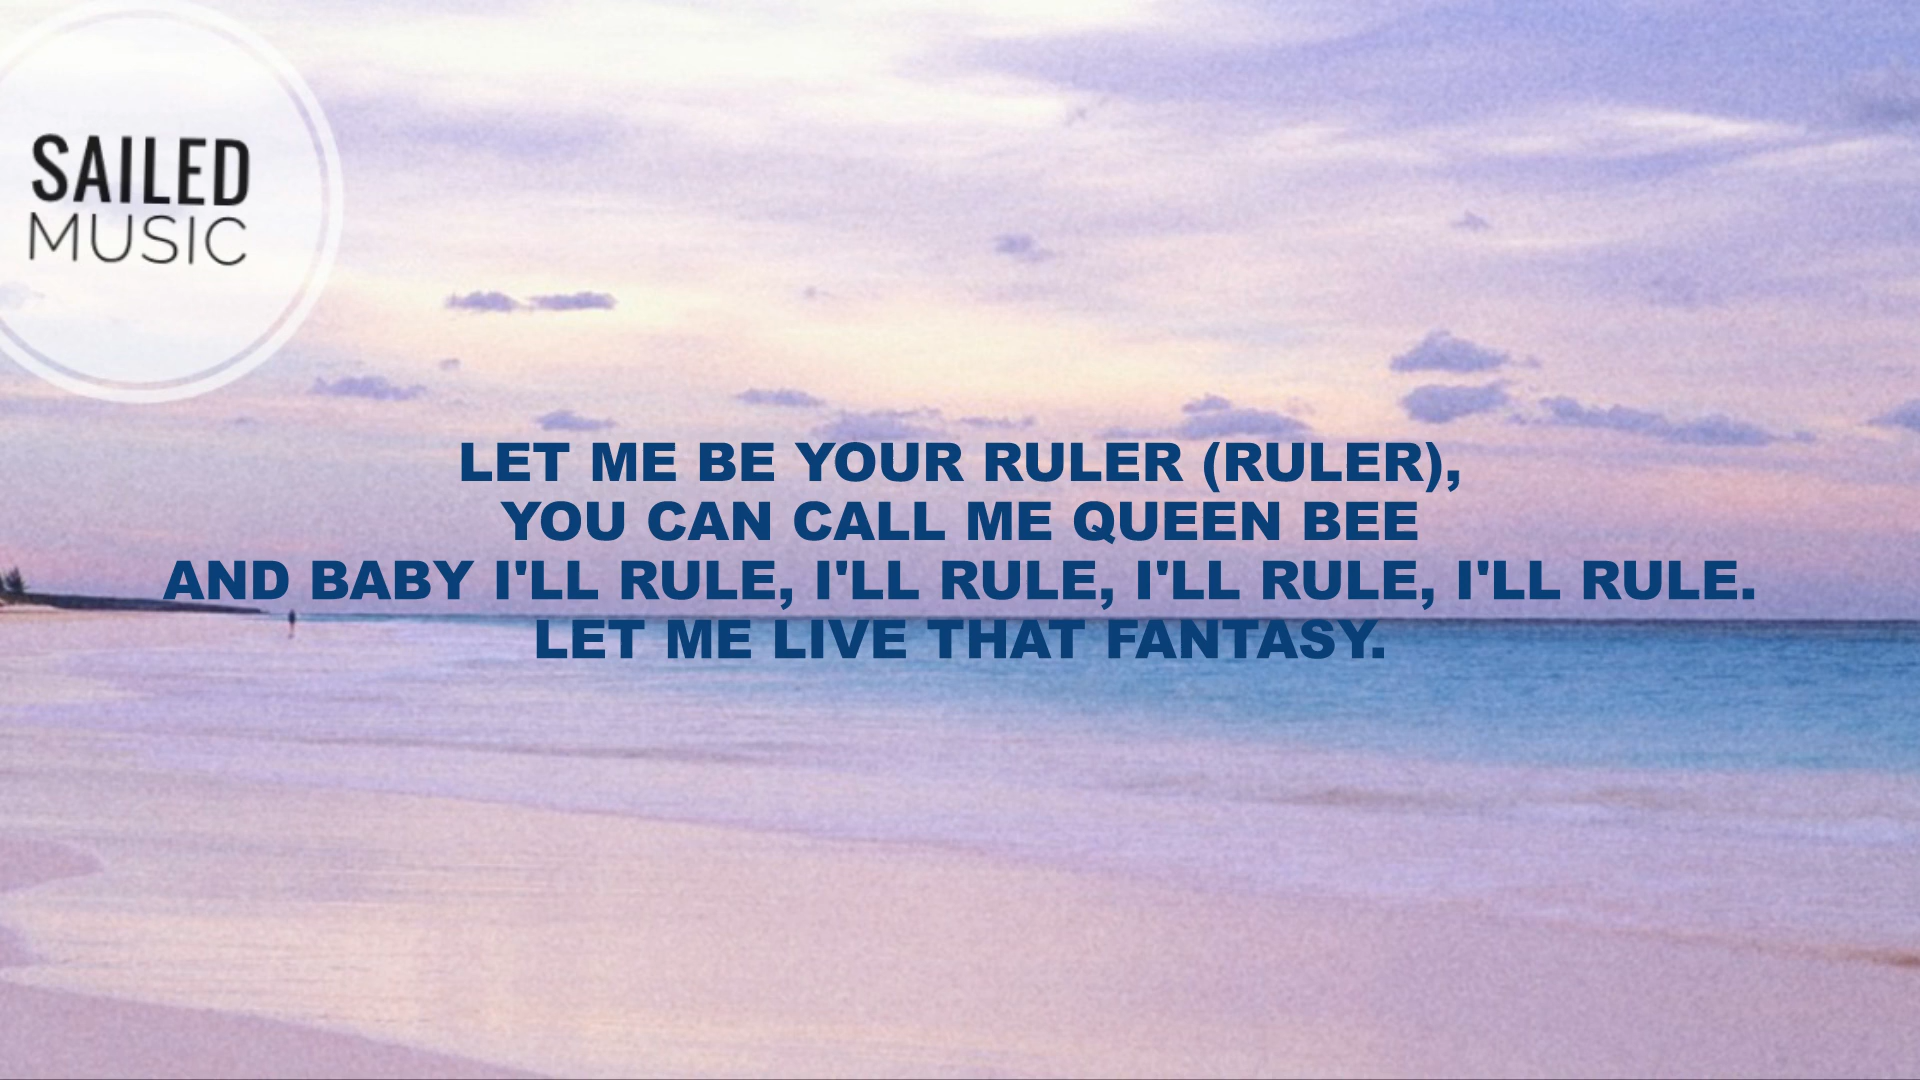 SAILED
MUSIC
LET ME BE YOUR RULER (RULER),
YOU CAN CALL ME QUEEN BEE
AND BABY I'LL RULE, I'LL RULE, I'LL RULE, I'LL RULE.
LET ME LIVE THAT FANTASY.